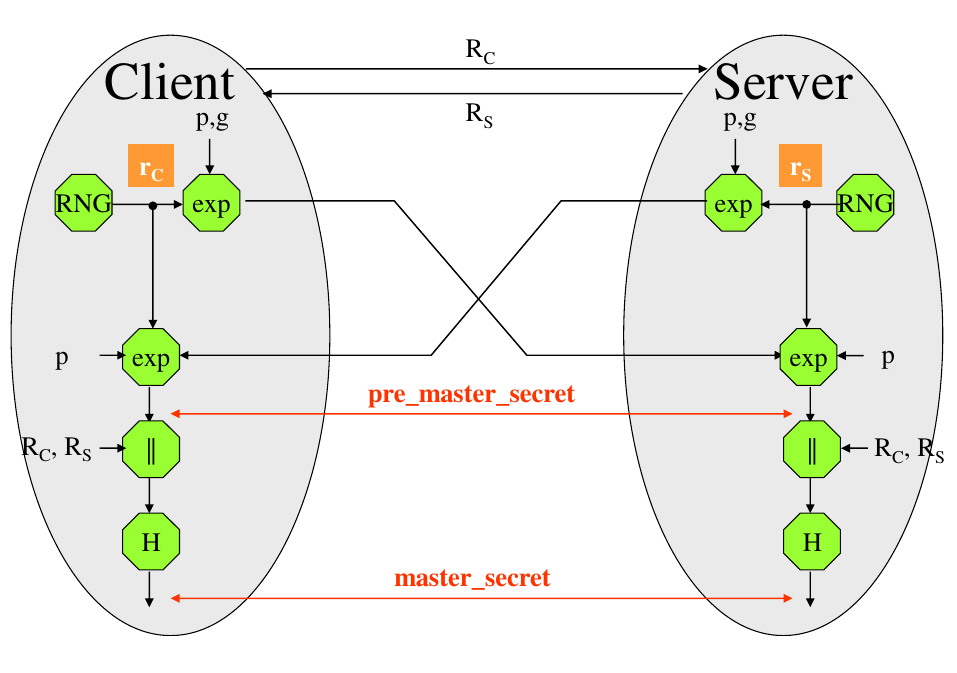 R_C
Client
Server
R_S
p,g
p,g
r_C
r_S
RNG
exp
exp
RNG
p
exp
exp
p
pre_master_secret
R_C, R_S
||
||
R_C, R_S
H
H
master_secret